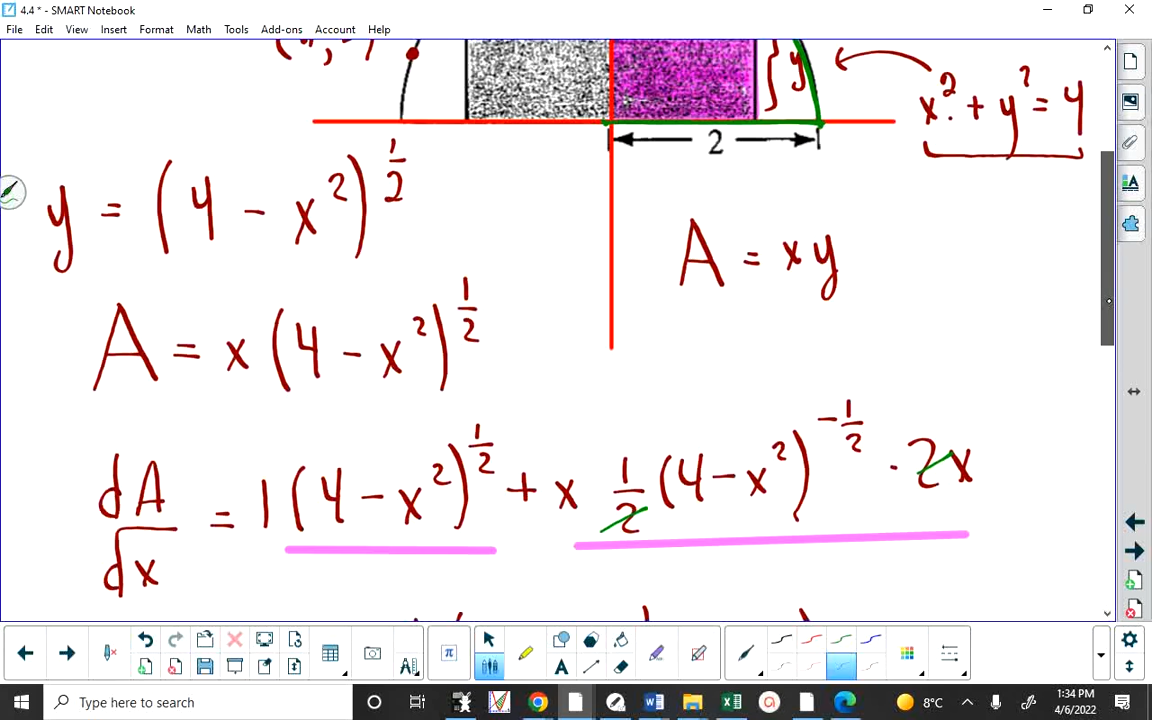 4.4 * - SMART Notebook
File Edit View Insert Format Math Tools Add-ons Account Help
} y
x² + y² = 4
2
y = (4 - x²)^1/2
A = xy
A = x(4 - x²)^1/2
dA/dx = 1(4 - x²)^1/2 + x 1/2 (4 - x²)^-1/2 · 2x
π
A
Type here to search
8°C
1:34 PM
4/6/2022